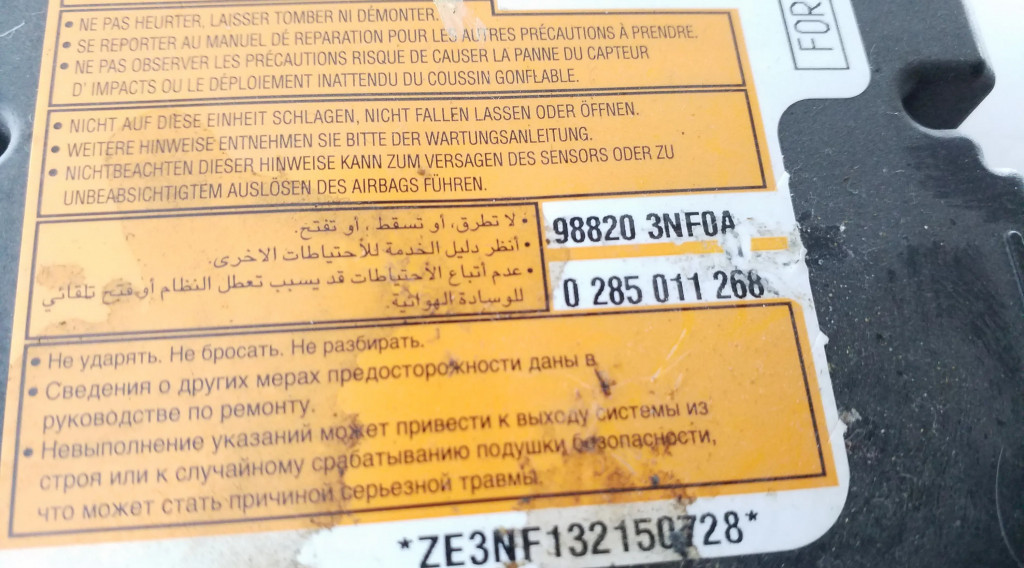 • NE PAS HEURTER, LAISSER TOMBER NI DÉMONTER.
• SE REPORTER AU MANUEL DE REPARATION POUR LES AUTRES PRÉCAUTIONS À PRENDRE.
• NE PAS OBSERVER LES PRÉCAUTIONS RISQUE DE CAUSER LA PANNE DU CAPTEUR
D' IMPACTS OU LE DÉPLOIEMENT INATTENDU DU COUSSIN GONFLABLE.
FOR
• NICHT AUF DIESE EINHEIT SCHLAGEN, NICHT FALLEN LASSEN ODER ÖFFNEN.
• WEITERE HINWEISE ENTNEHMEN SIE BITTE DER WARTUNGSANLEITUNG.
• NICHTBEACHTEN DIESER HINWEISE KANN ZUM VERSAGEN DES SENSORS ODER ZU
UNBEABSICHTIGTEM AUSLÖSEN DES AIRBAGS FÜHREN.
• لا تطرق، أو تسقط، أو تفتح.
• أنظر دليل الخدمة للأحتياطات الاخرى.
• عدم أتباع الأحتياطات قد يسبب تعطل النظام أو فتح تلقائي
للوسادة الهوائية.
98820 3NF0A
0 285 011 268
• Не ударять. Не бросать. Не разбирать.
• Сведения о других мерах предосторожности даны в
руководстве по ремонту.
• Невыполнение указаний может привести к выходу системы из
строя или к случайному срабатыванию подушки безопасности,
что может стать причиной серьезной травмы.
*ZE3NF132150728*